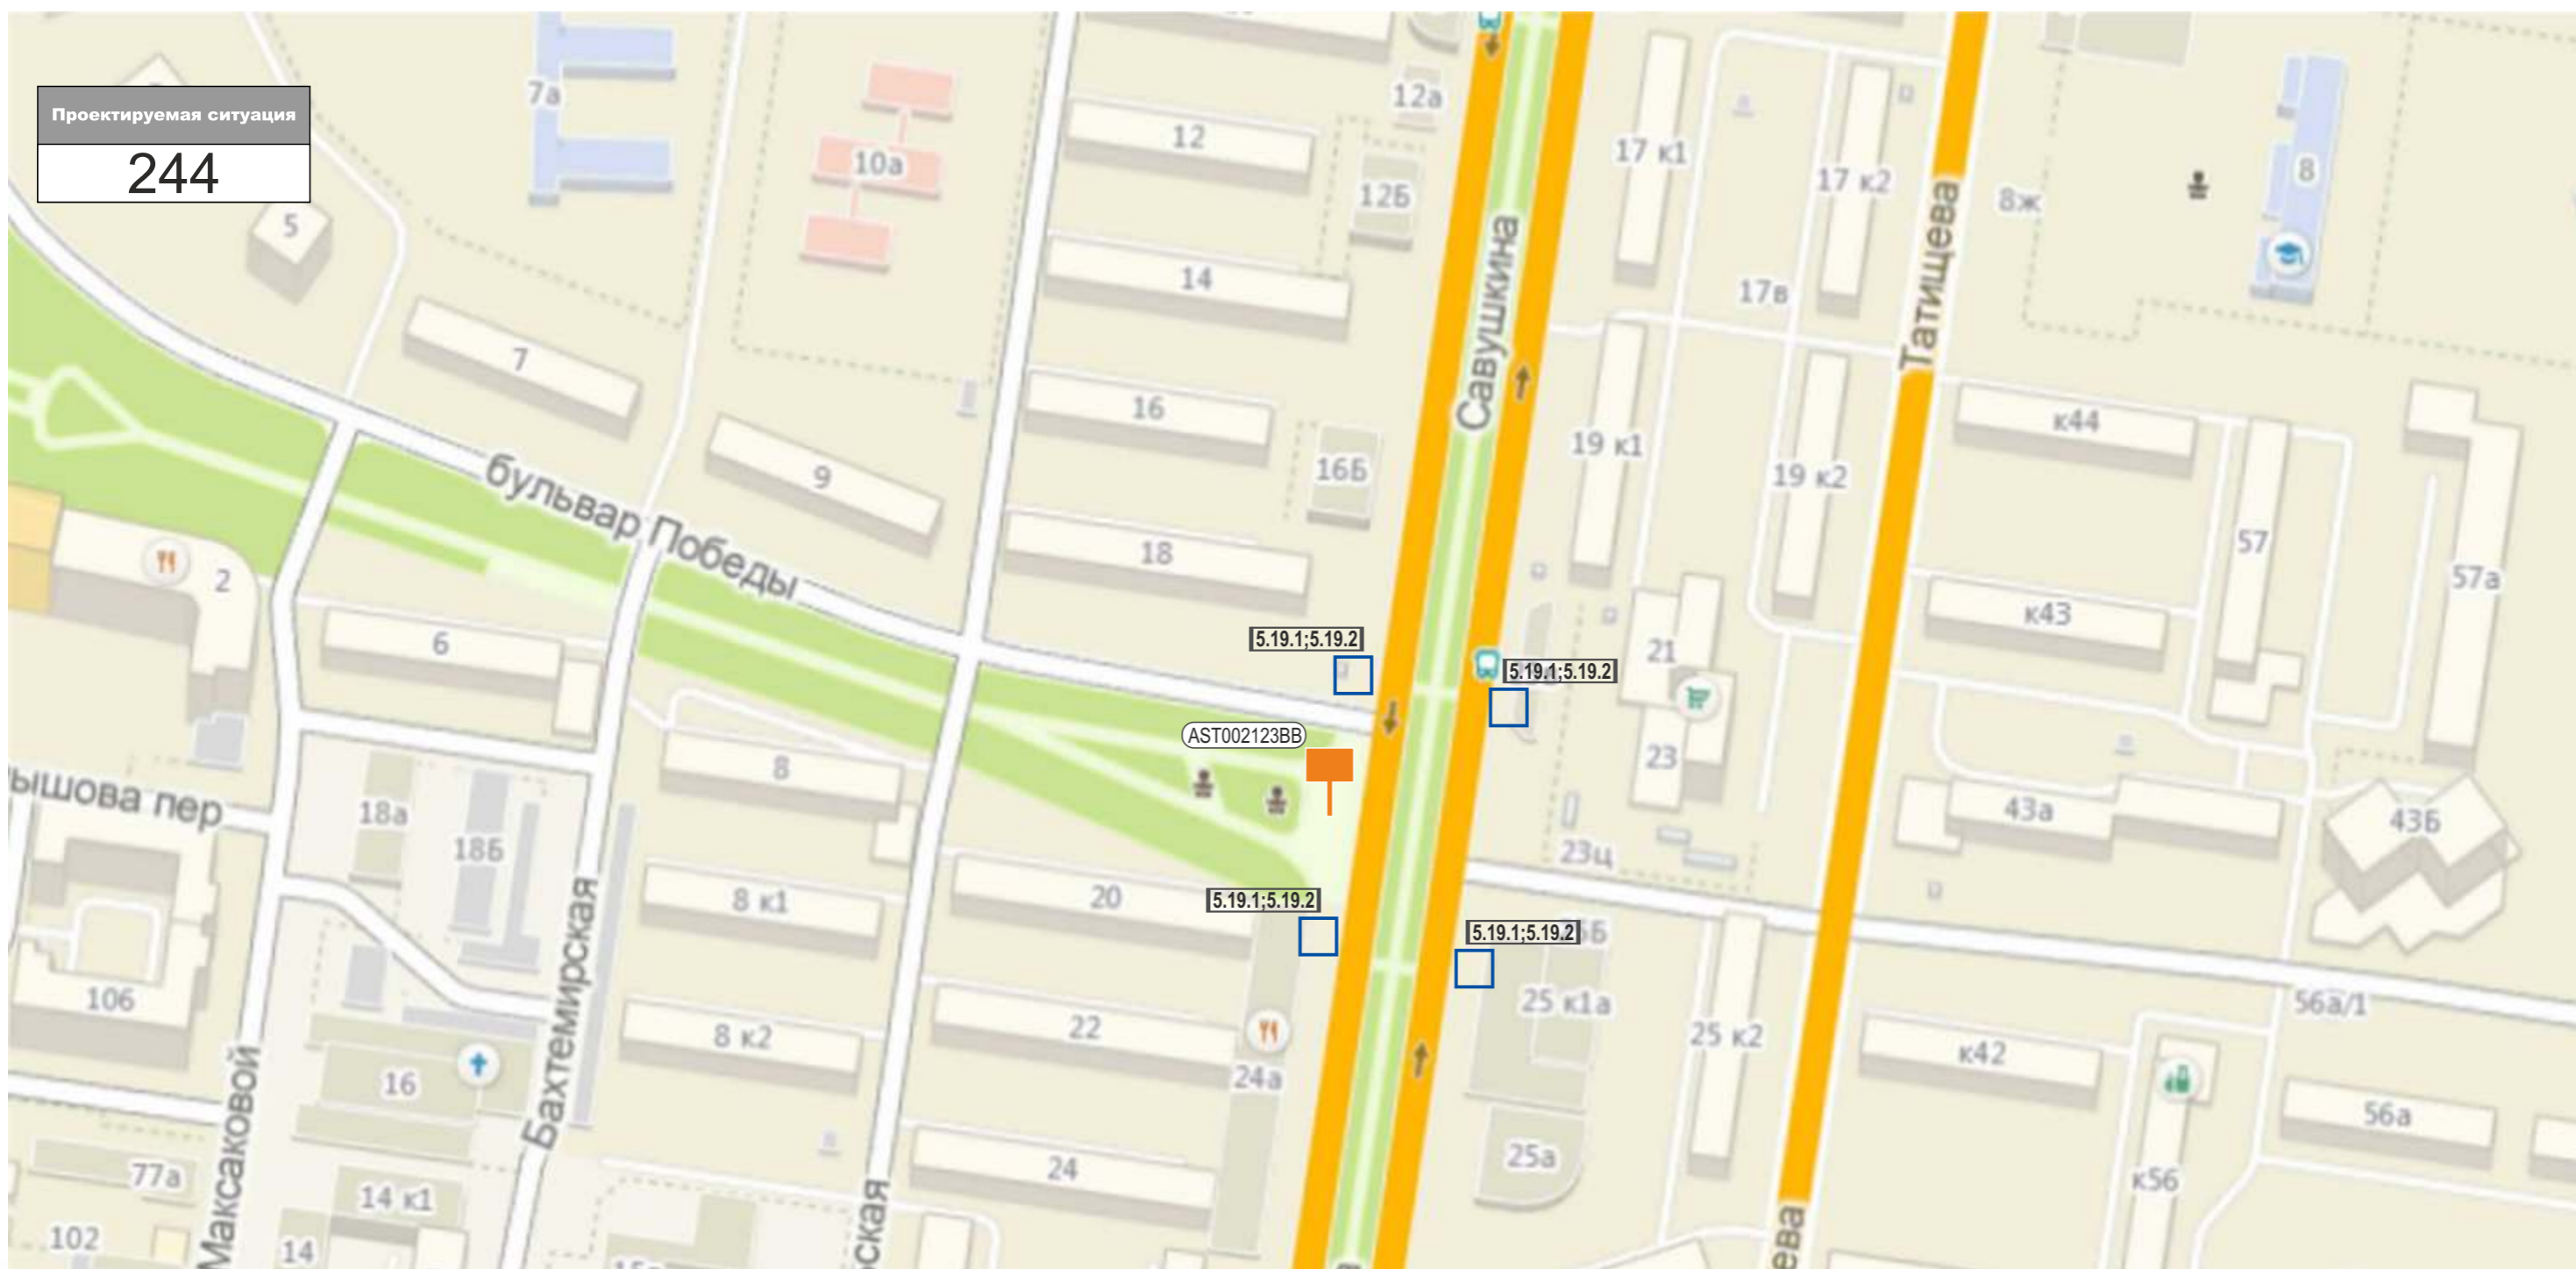 Проектируемая ситуация
244
7а
10а
12
12а
12Б
17 к1
17 к2
8ж
8
5
Савушкина
Татищева
14
17в
7
16
16Б
19 к1
19 к2
к44
57
57а
9
бульвар Победы
18
2
6
к43
21
5.19.1;5.19.2
5.19.1;5.19.2
AST002123BB
8
23
43а
43Б
ышова пер
18а
18Б
23ц
8 к1
20
5.19.1;5.19.2
5.19.1;5.19.2
106
25 к1а
56а/1
8 к2
22
25 к2
к42
16
24а
56а
Бахтемирская
Максаковой
77а
14 к1
24
25а
к56
102
14
ская
ева